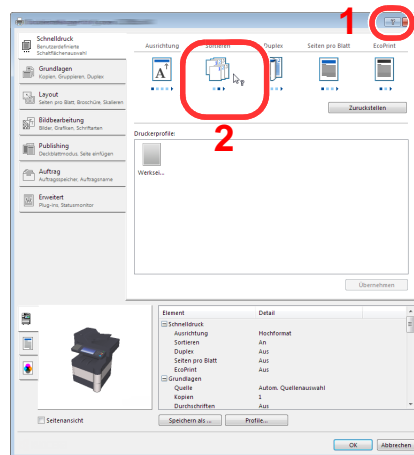 1
?
Schnelldruck
Benutzerdefinierte
Schaltflächenauswahl
Grundlagen
Kopien, Gruppieren, Duplex
Layout
Seiten pro Blatt, Broschüre, Skalieren
Bildbearbeitung
Bilder, Grafiken, Schriftarten
Publishing
Deckblattmodus, Seite einfügen
Auftrag
Auftragsspeicher, Auftragsname
Erweitert
Plug-ins, Statusmonitor
Ausrichtung Sortieren Duplex Seiten pro Blatt EcoPrint
A
2
Zurückstellen
Druckerprofile:
Werksei...
Übernehmen
Element Detail
Schnelldruck
Ausrichtung Hochformat
Sortieren An
Duplex Aus
Seiten pro Blatt Aus
EcoPrint Aus
Grundlagen
Quelle Autom. Quellenauswahl
Kopien 1
Durchschriften Aus
Seitenansicht
Speichern als ... Profile...
OK Abbrechen